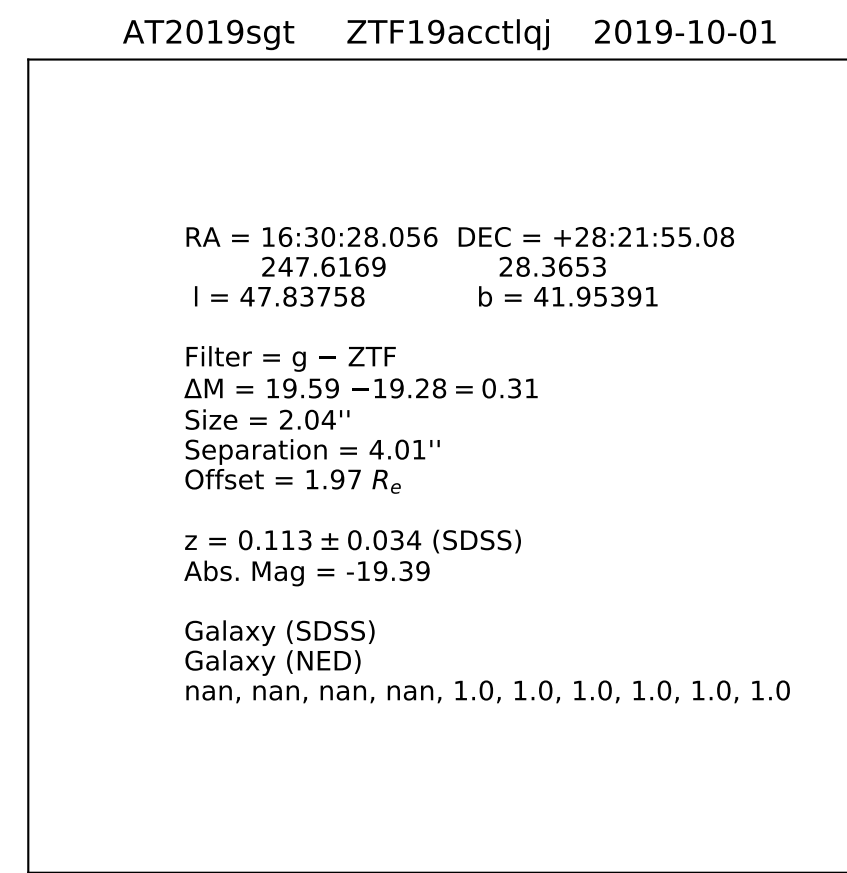 AT2019sgt ZTF19acctlqj 2019-10-01
RA = 16:30:28.056 DEC = +28:21:55.08
247.6169 28.3653
l = 47.83758 b = 41.95391
Filter = g − ZTF
ΔM = 19.59 −19.28 = 0.31
Size = 2.04''
Separation = 4.01''
Offset = 1.97 Re
z = 0.113 ± 0.034 (SDSS)
Abs. Mag = -19.39
Galaxy (SDSS)
Galaxy (NED)
nan, nan, nan, nan, 1.0, 1.0, 1.0, 1.0, 1.0, 1.0